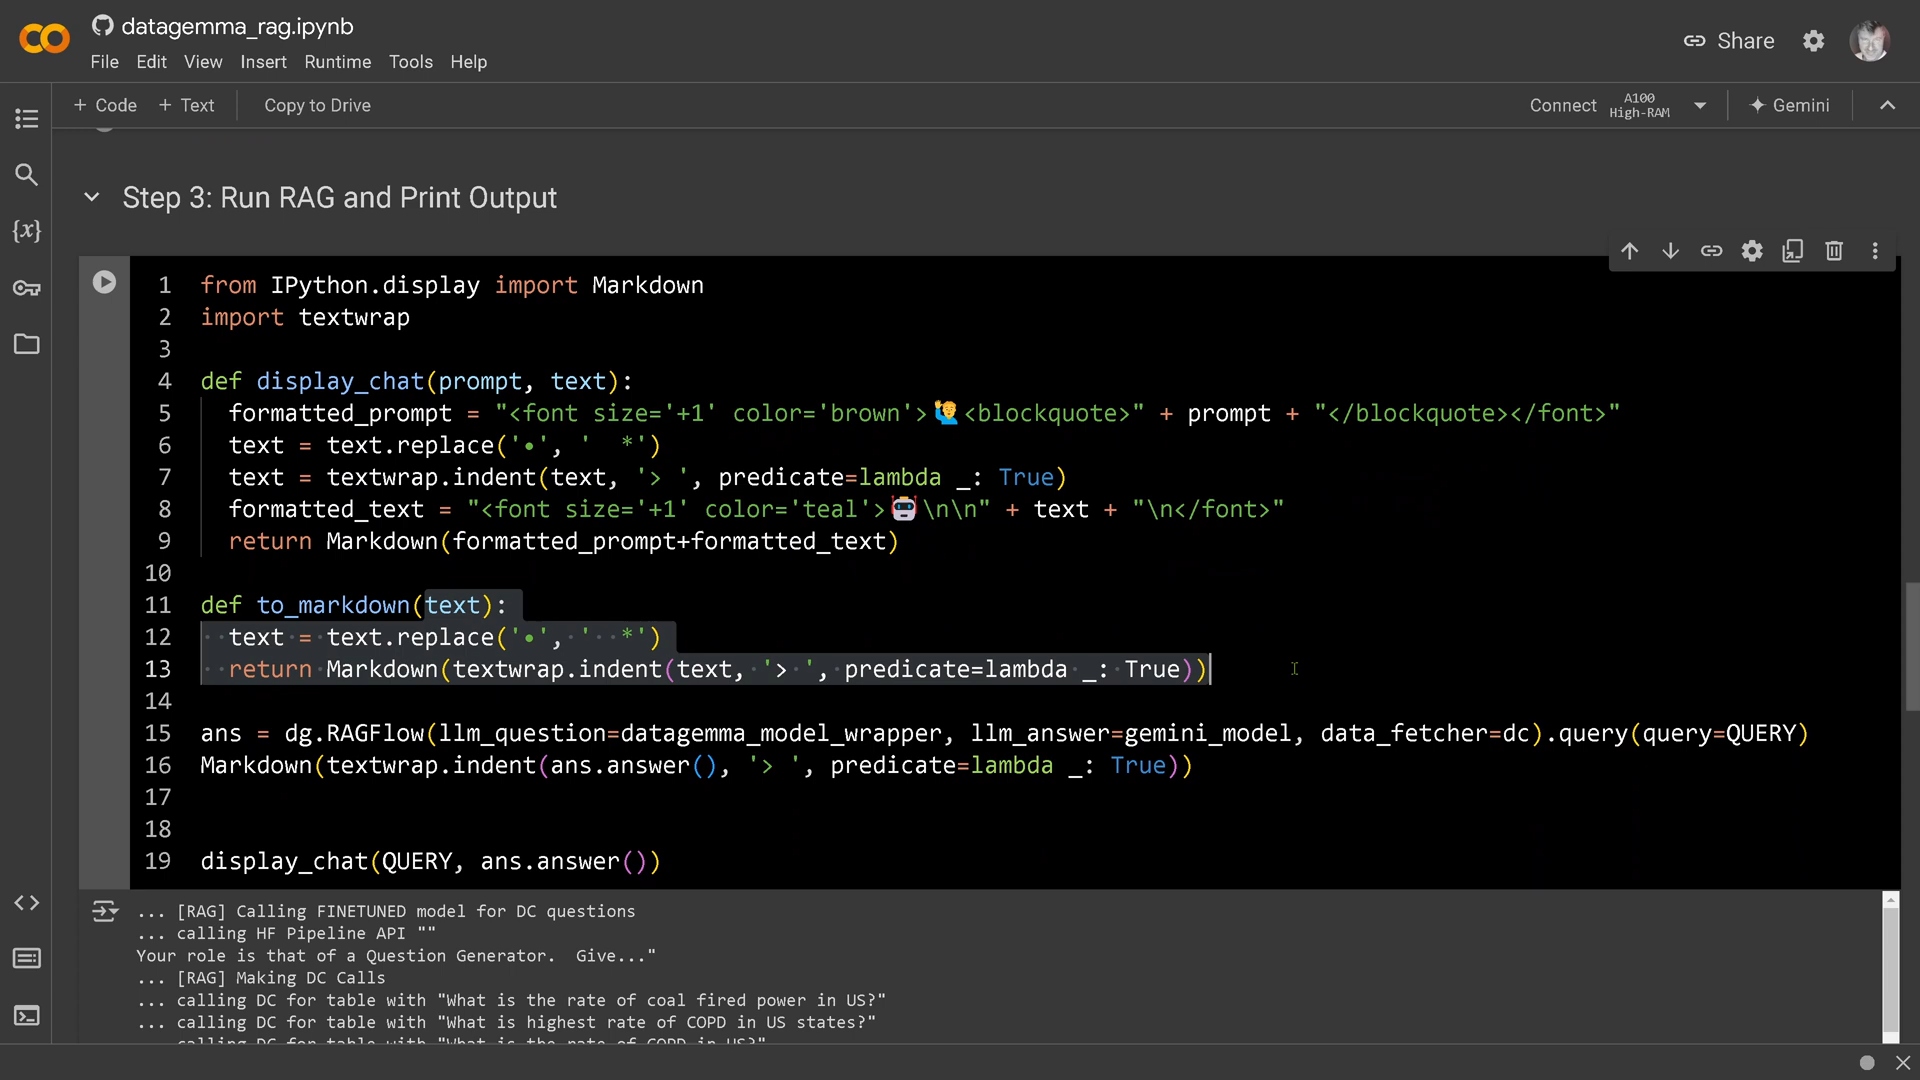 datagemma_rag.ipynb
File Edit View Insert Runtime Tools Help
Share
+ Code + Text Copy to Drive
Connect A100 High-RAM Gemini
Step 3: Run RAG and Print Output
1 from IPython.display import Markdown
2 import textwrap
3
4 def display_chat(prompt, text):
5 formatted_prompt = "<font size='+1' color='brown'>🙋‍♂️<blockquote>" + prompt + "</blockquote></font>"
6 text = text.replace('•', '  *')
7 text = textwrap.indent(text, '> ', predicate=lambda _: True)
8 formatted_text = "<font size='+1' color='teal'>🤖\n\n" + text + "\n</font>"
9 return Markdown(formatted_prompt+formatted_text)
10
11 def to_markdown(text):
12 text = text.replace('•', '  *')
13 return Markdown(textwrap.indent(text, '> ', predicate=lambda _: True))
14
15 ans = dg.RAGFlow(llm_question=datagemma_model_wrapper, llm_answer=gemini_model, data_fetcher=dc).query(query=QUERY)
16 Markdown(textwrap.indent(ans.answer(), '> ', predicate=lambda _: True))
17
18
19 display_chat(QUERY, ans.answer())
... [RAG] Calling FINETUNED model for DC questions
... calling HF Pipeline API ""
Your role is that of a Question Generator.  Give..."
... [RAG] Making DC Calls
... calling DC for table with "What is the rate of coal fired power in US?"
... calling DC for table with "What is highest rate of COPD in US states?"
... calling DC for table with "What is the rate of COPD in US?"